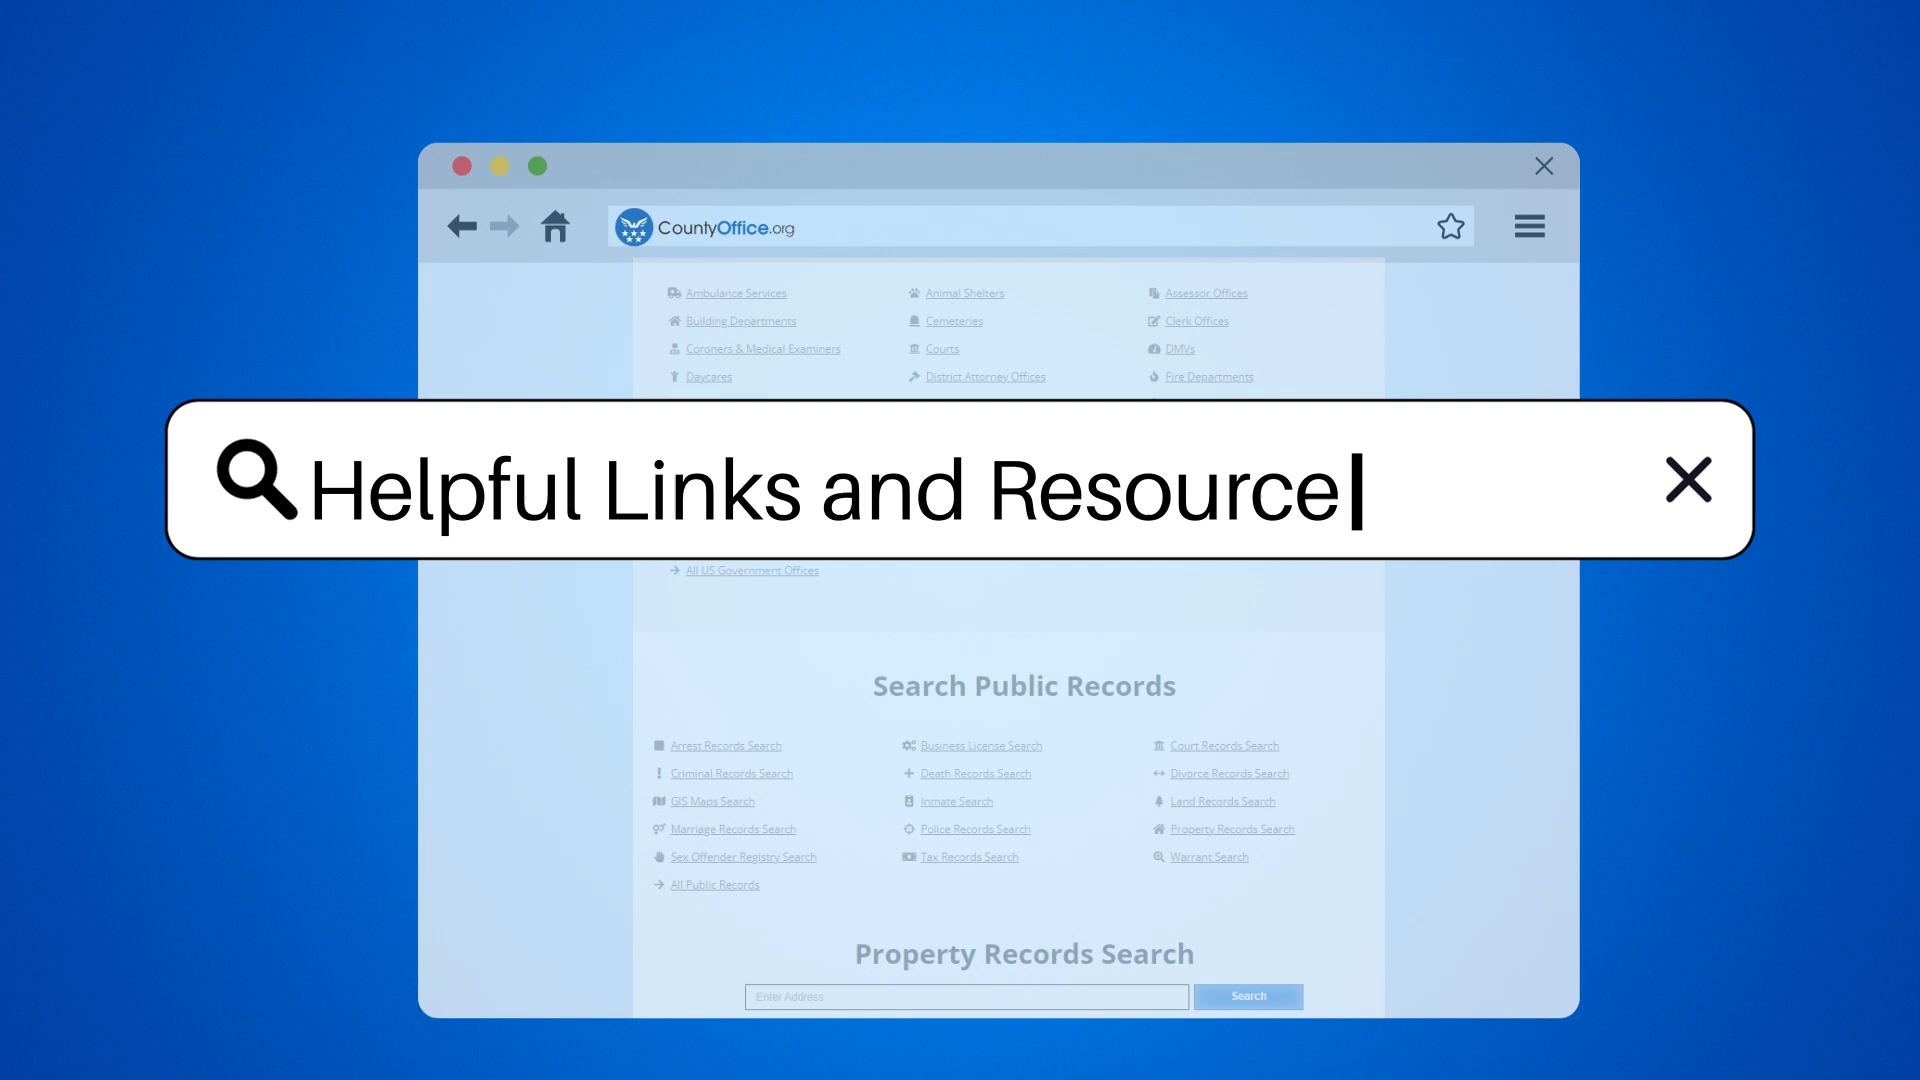 CountyOffice.org
Ambulance Services Animal Shelters Assessor Offices
Building Departments Cemeteries Clerk Offices
Coroners & Medical Examiners Courts DMVs
Daycares District Attorney Offices Fire Departments
Helpful Links and Resource
All US Government Offices
Search Public Records
Arrest Records Search Business License Search Court Records Search
Criminal Records Search Death Records Search Divorce Records Search
GIS Maps Search Inmate Search Land Records Search
Marriage Records Search Police Records Search Property Records Search
Sex Offender Registry Search Tax Records Search Warrant Search
All Public Records
Property Records Search
Enter Address Search